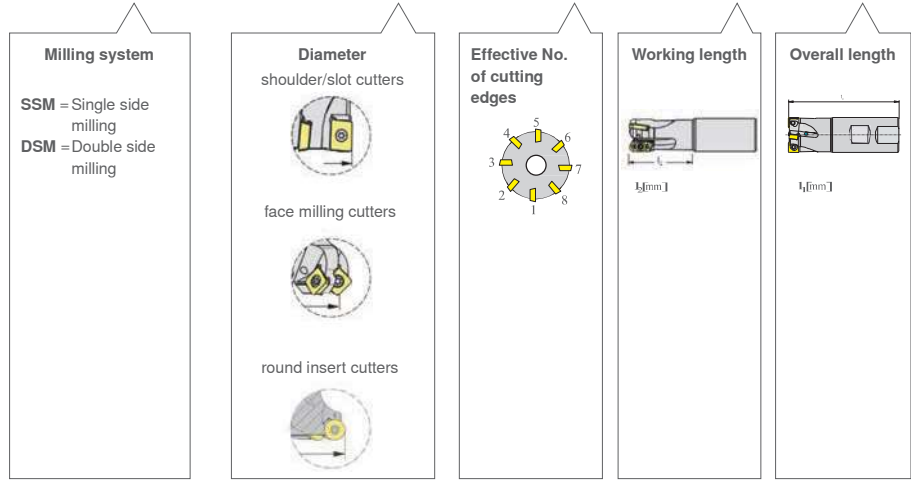 Milling system
SSM = Single side
milling
DSM = Double side
milling
Diameter
shoulder/slot cutters
face milling cutters
round insert cutters
Effective No.
of cutting
edges
5
4
6
3
7
2
8
1
Working length
l2[mm]
Overall length
l1[mm]